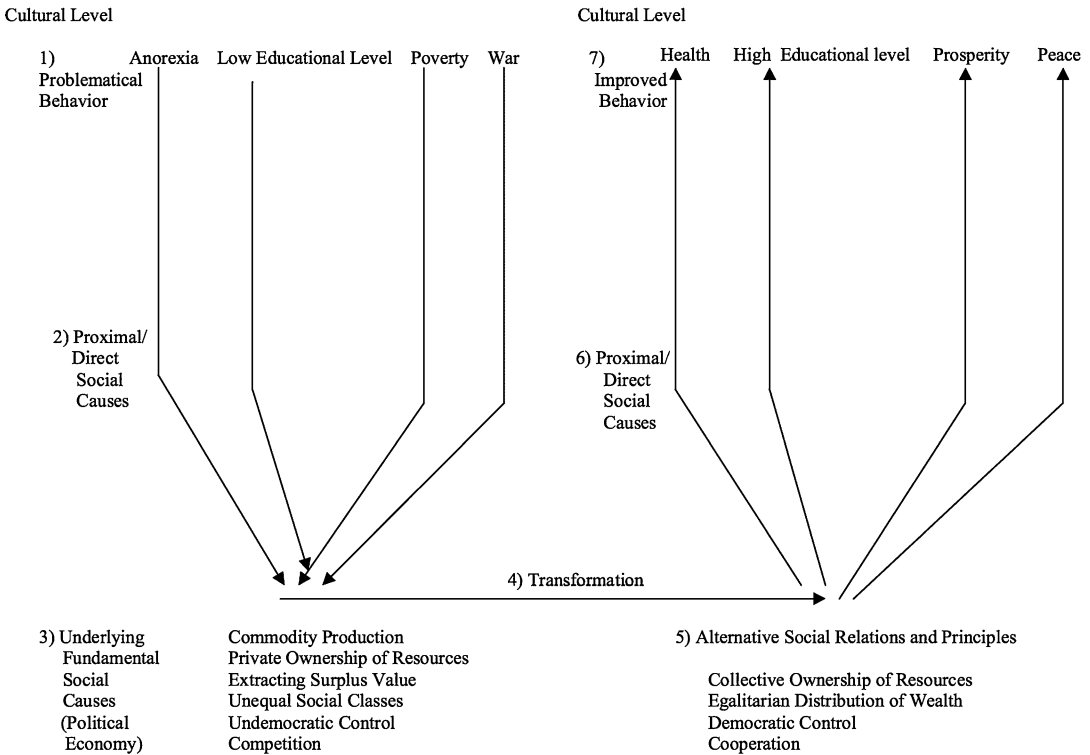 Cultural Level
1)
Problematical
Behavior
Anorexia Low Educational Level Poverty War
2) Proximal/
Direct
Social
Causes
3) Underlying
Fundamental
Social
Causes
(Political
Economy)
Commodity Production
Private Ownership of Resources
Extracting Surplus Value
Unequal Social Classes
Undemocratic Control
Competition
4) Transformation
Cultural Level
7)
Improved
Behavior
Health High Educational level Prosperity Peace
6) Proximal/
Direct
Social
Causes
5) Alternative Social Relations and Principles
Collective Ownership of Resources
Egalitarian Distribution of Wealth
Democratic Control
Cooperation